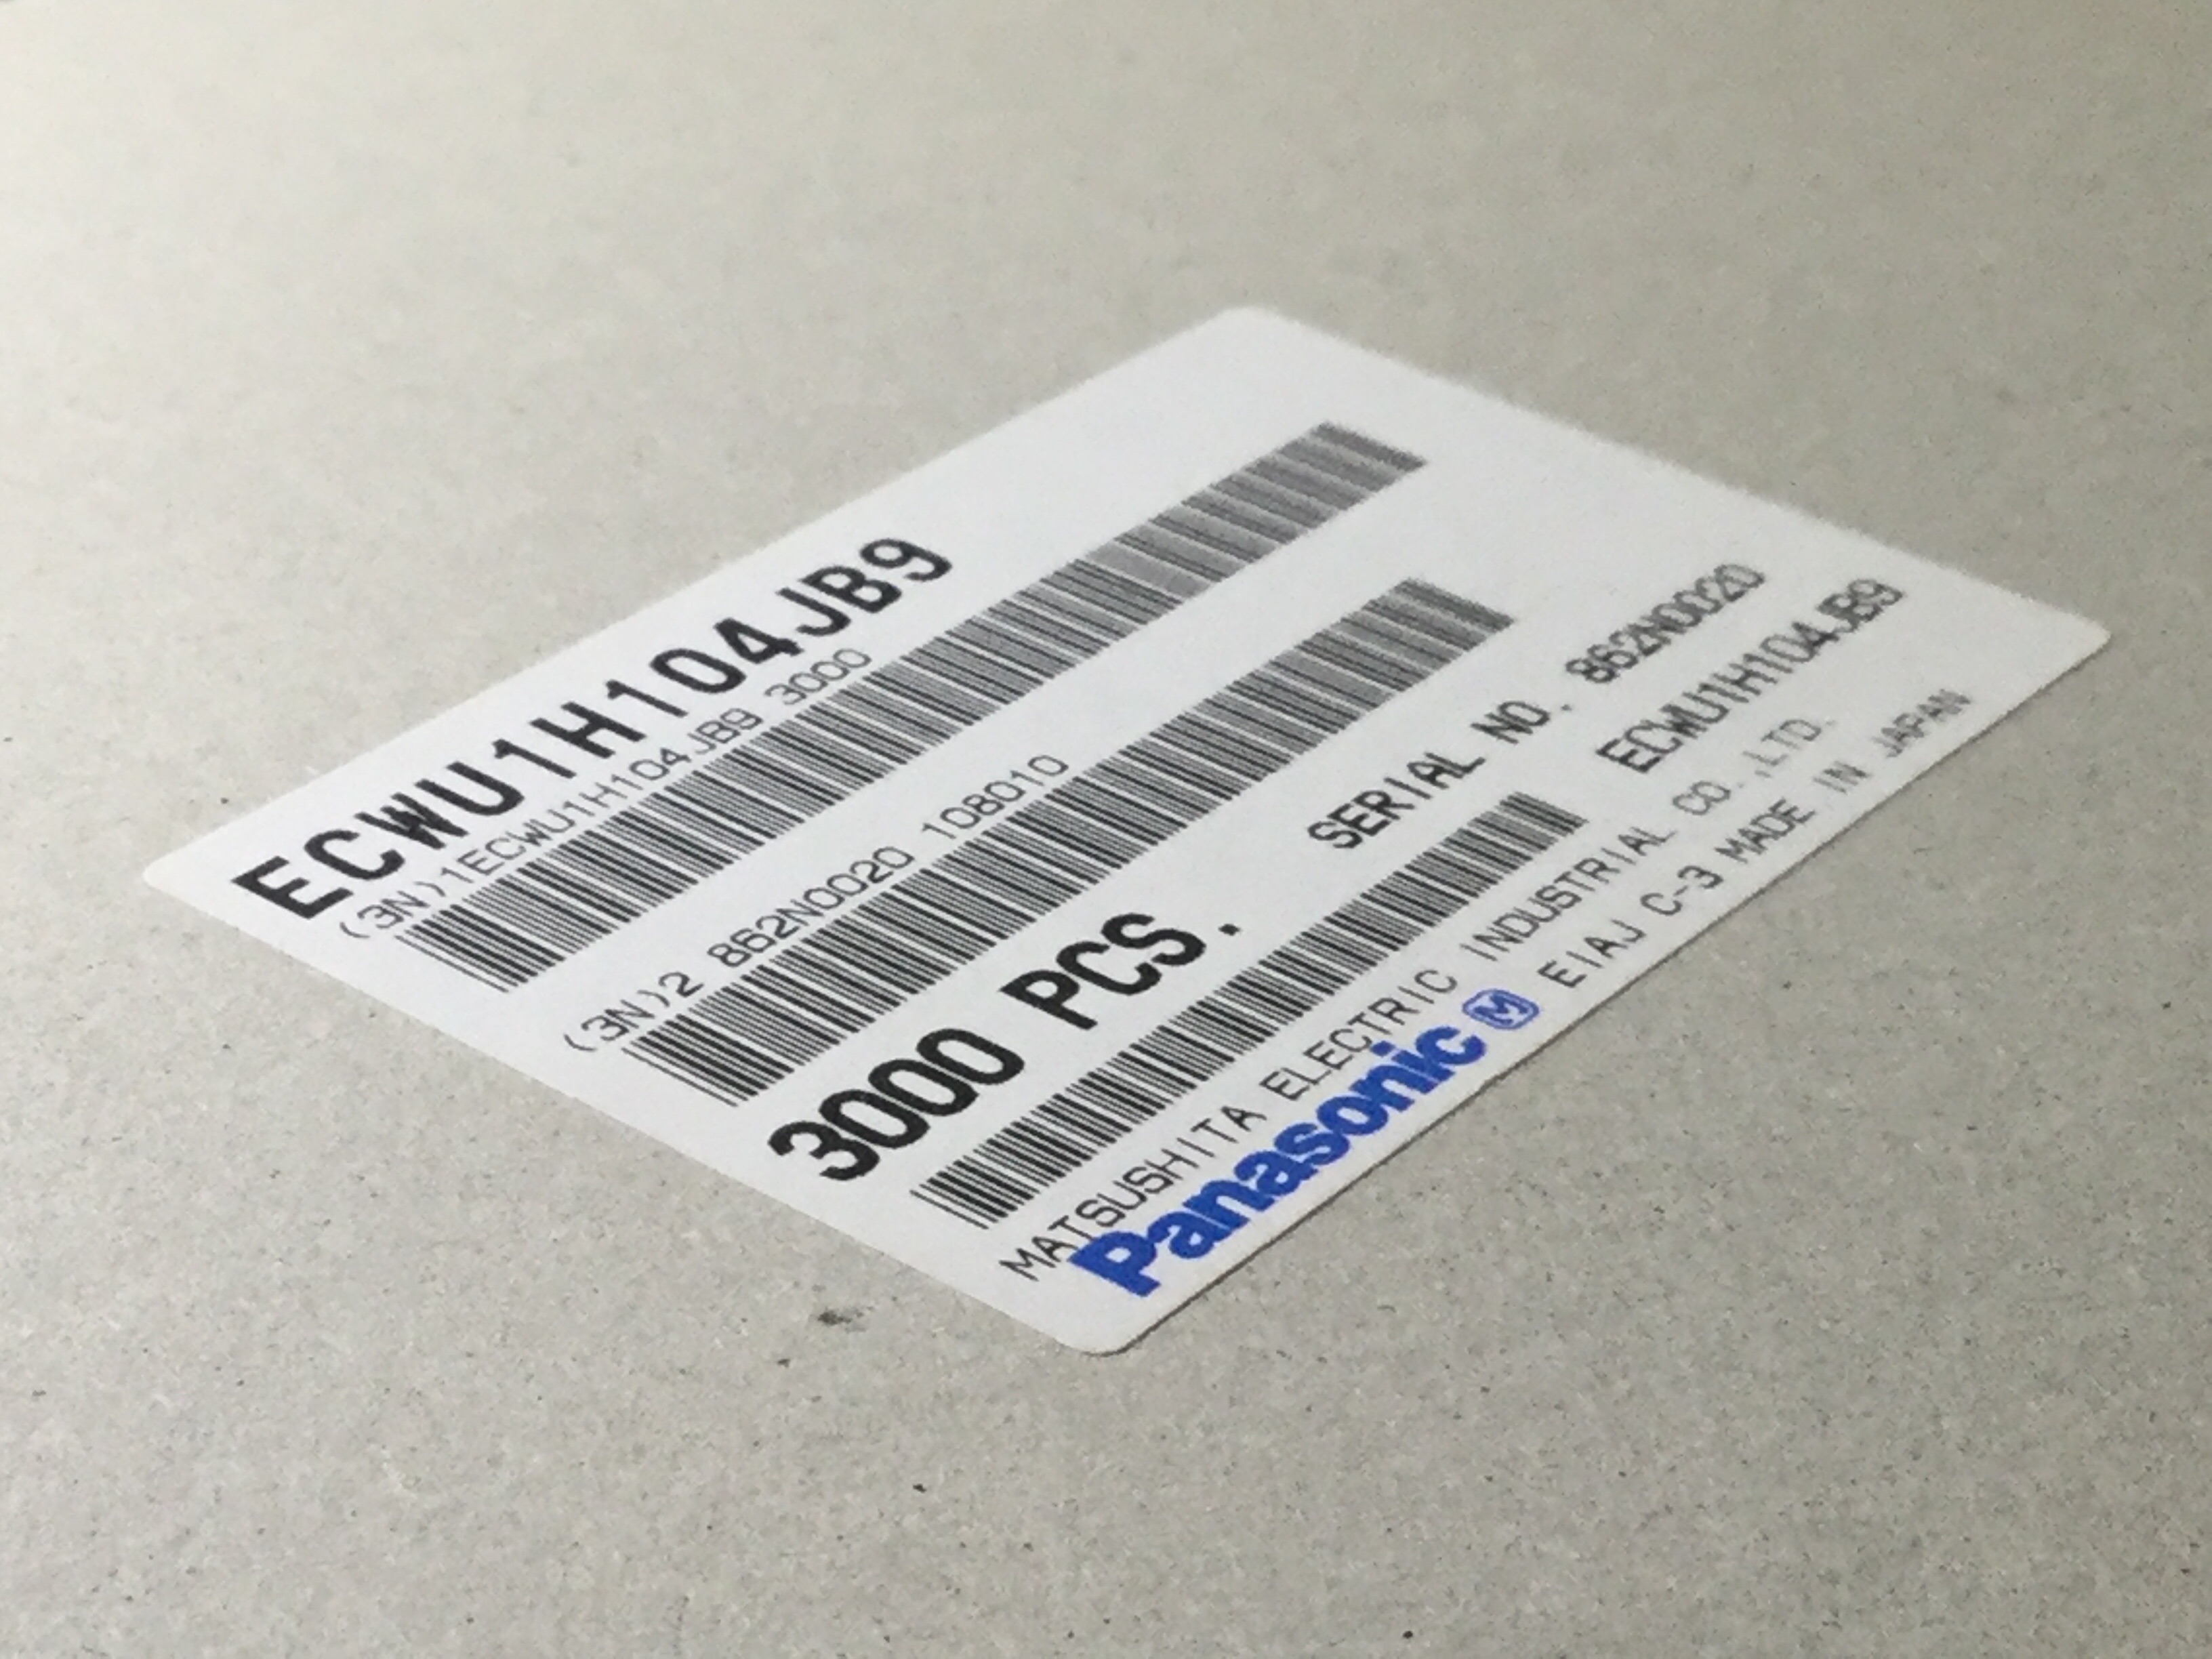 ECWU1H104JB9
(3N)1ECWU1H104JB9 3000
(3N)2 862N0020 108010
3000 PCS.
SERIAL NO. 862N0020
ECWU1H104JB9
MATSUSHITA ELECTRIC INDUSTRIAL CO.,LTD.
Panasonic M EIAJ C-3 MADE IN JAPAN